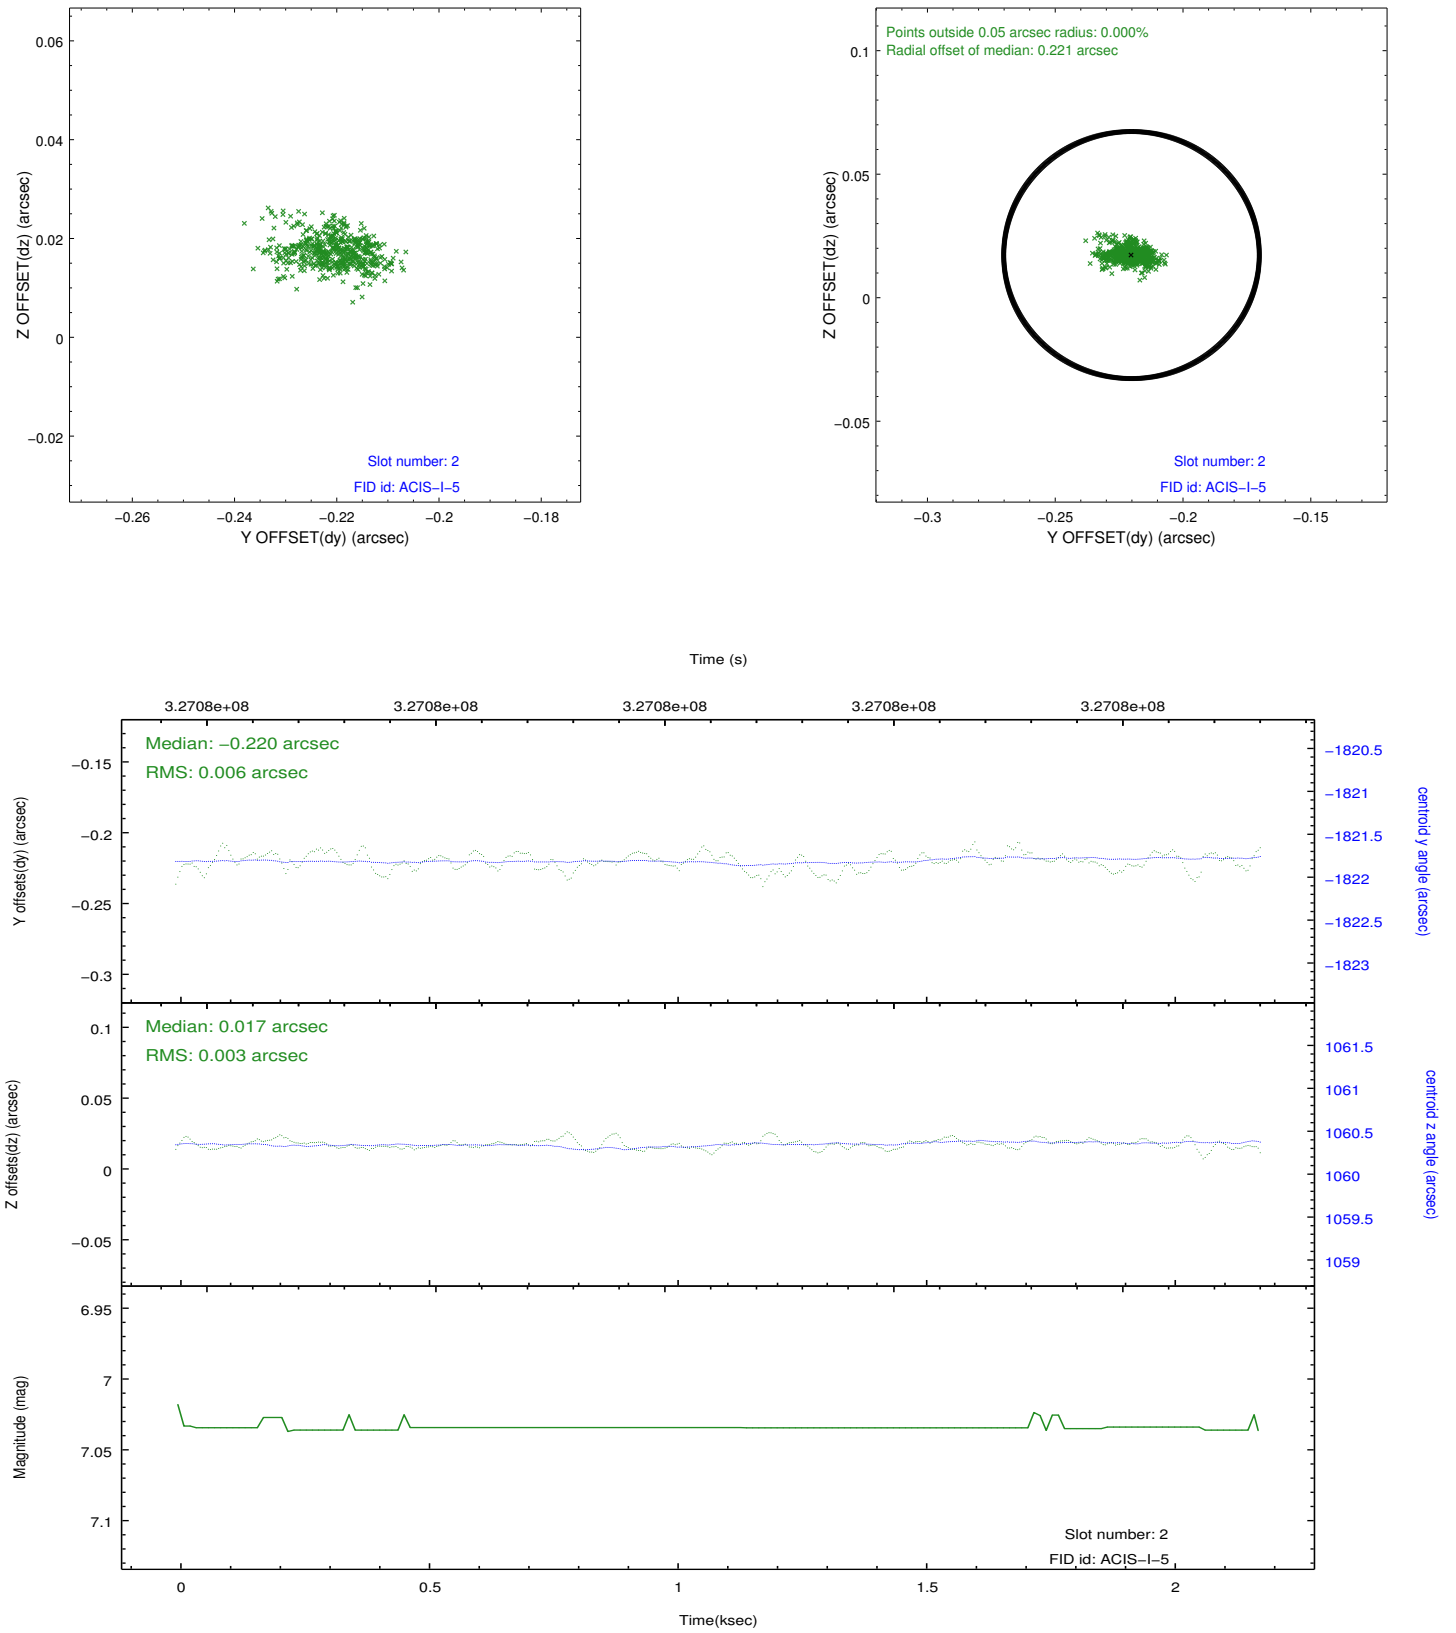 0.06
0.04
0.02
0
−0.02
Z OFFSET(dz) (arcsec)
Slot number: 2
FID id: ACIS−I−5
−0.26
−0.24
−0.22
−0.2
−0.18
Y OFFSET(dy) (arcsec)
Points outside 0.05 arcsec radius: 0.000%
Radial offset of median: 0.221 arcsec
0.1
0.05
0
−0.05
Z OFFSET(dz) (arcsec)
Slot number: 2
FID id: ACIS−I−5
−0.3
−0.25
−0.2
−0.15
Y OFFSET(dy) (arcsec)
Time (s)
3.2708e+08
3.2708e+08
3.2708e+08
3.2708e+08
3.2708e+08
Median: −0.220 arcsec
RMS: 0.006 arcsec
−0.15
−0.2
−0.25
−0.3
Y offsets(dy) (arcsec)
−1820.5
−1821
−1821.5
−1822
−1822.5
−1823
centroid y angle (arcsec)
Median: 0.017 arcsec
RMS: 0.003 arcsec
0.1
0.05
0
−0.05
Z offsets(dz) (arcsec)
1061.5
1061
1060.5
1060
1059.5
1059
centroid z angle (arcsec)
6.95
7
7.05
7.1
Magnitude (mag)
Slot number: 2
FID id: ACIS−I−5
0
0.5
1
1.5
2
Time(ksec)